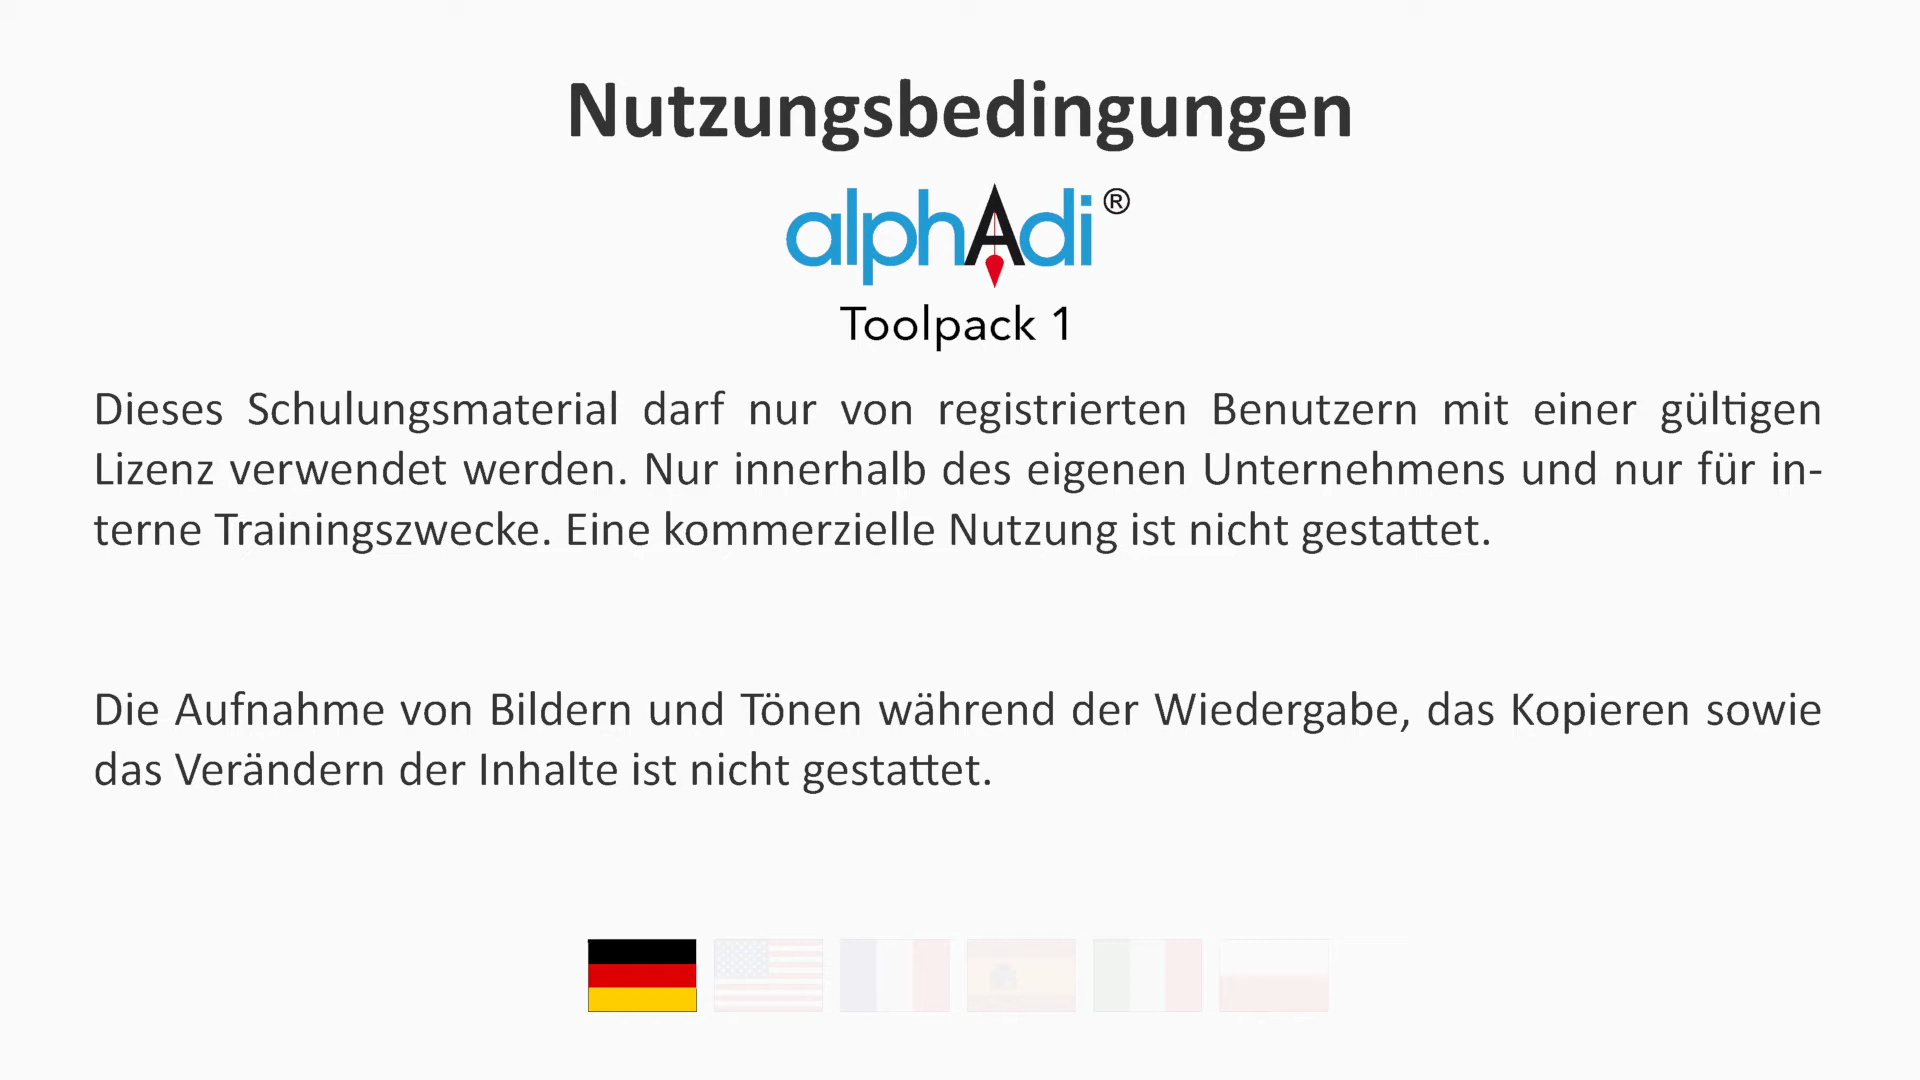 Nutzungsbedingungen
alphAdi®
Toolpack 1
Dieses Schulungsmaterial darf nur von registrierten Benutzern mit einer gültigen
Lizenz verwendet werden. Nur innerhalb des eigenen Unternehmens und nur für in-
terne Trainingszwecke. Eine kommerzielle Nutzung ist nicht gestattet.
Die Aufnahme von Bildern und Tönen während der Wiedergabe, das Kopieren sowie
das Verändern der Inhalte ist nicht gestattet.